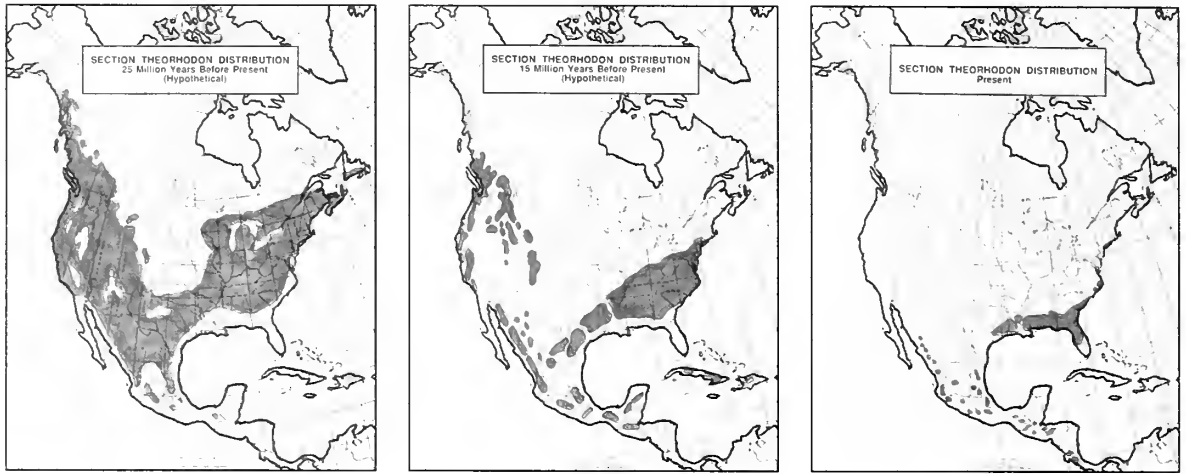 SECTION THEORHODON DISTRIBUTION
25 Million Years Before Present
(Hypothetical)
SECTION THEORHODON DISTRIBUTION
15 Million Years Before Present
(Hypothetical)
SECTION THEORHODON DISTRIBUTION
Present